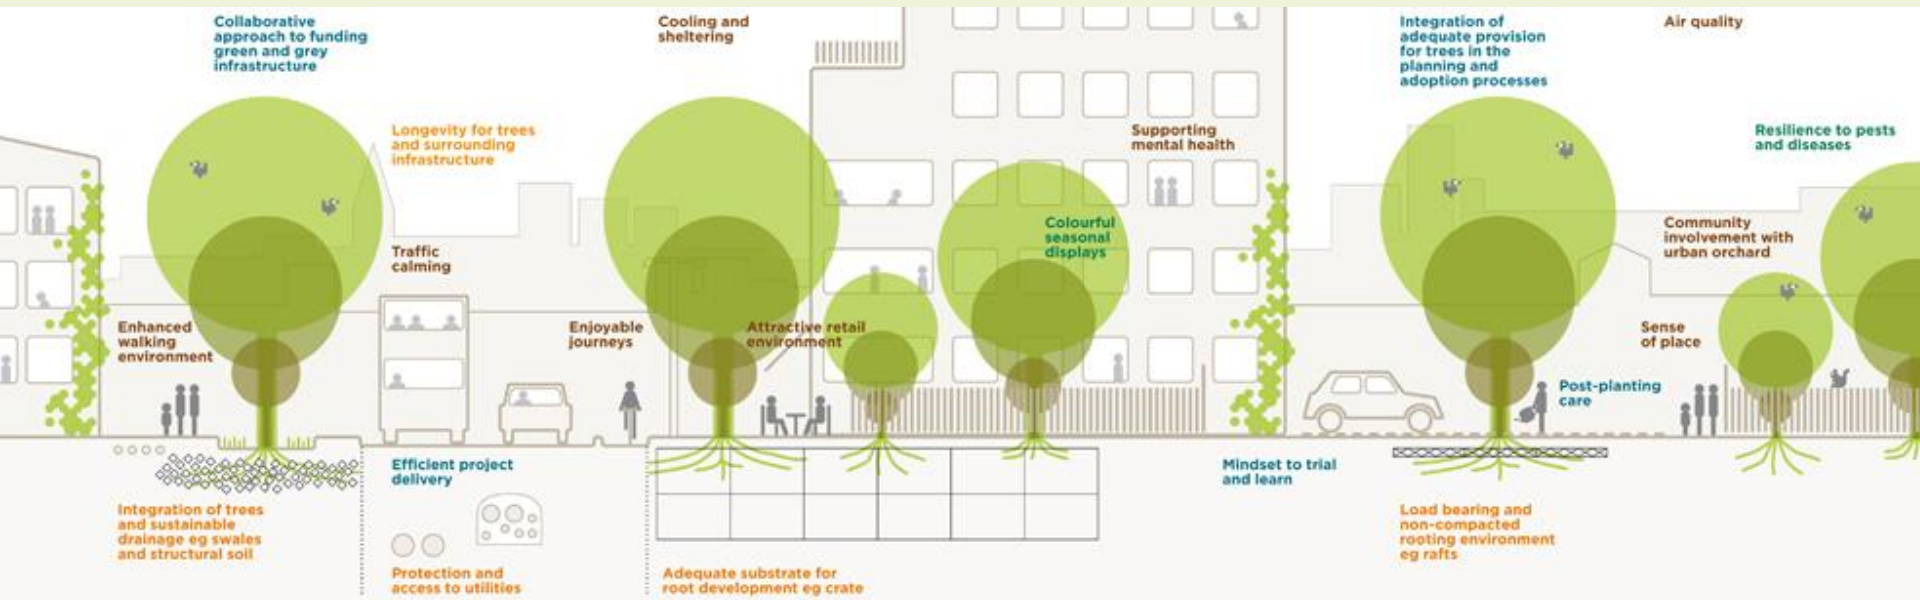 Collaborative
approach to funding
green and grey
infrastructure
Cooling and
sheltering
Integration of
adequate provision
for trees in the
planning and
adoption processes
Air quality
Longevity for trees
and surrounding
infrastructure
Supporting
mental health
Resilience to pests
and diseases
Traffic
calming
Colourful
seasonal
displays
Community
involvement with
urban orchard
Enhanced
walking
environment
Enjoyable
journeys
Attractive retail
environment
Sense
of place
Post-planting
care
Efficient project
delivery
Mindset to trial
and learn
Integration of trees
and sustainable
drainage eg swales
and structural soil
Load bearing and
non-compacted
rooting environment
eg rafts
Protection and
access to utilities
Adequate substrate for
root development eg crate